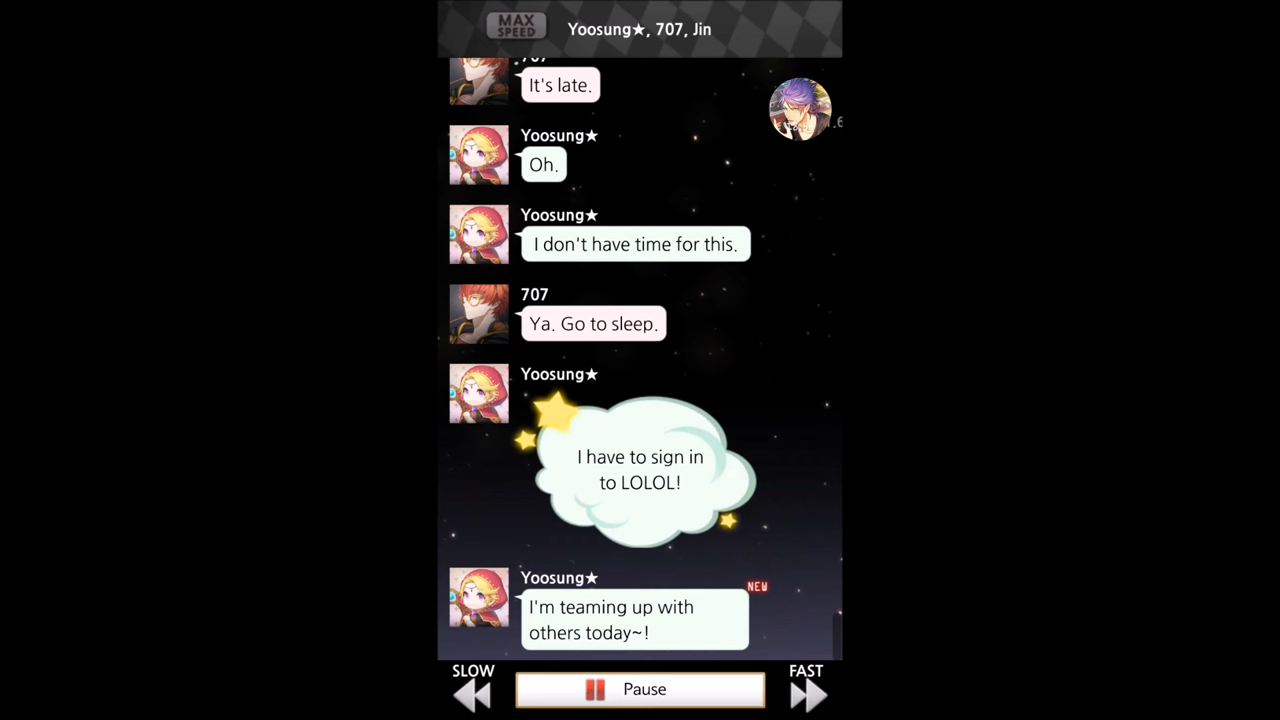 MAX
SPEED
Yoosung★, 707, Jin
707
It's late.
Yoosung★
Oh.
Yoosung★
I don't have time for this.
707
Ya. Go to sleep.
Yoosung★
I have to sign in
to LOLOL!
Yoosung★
NEW
I'm teaming up with
others today~!
SLOW
Pause
FAST